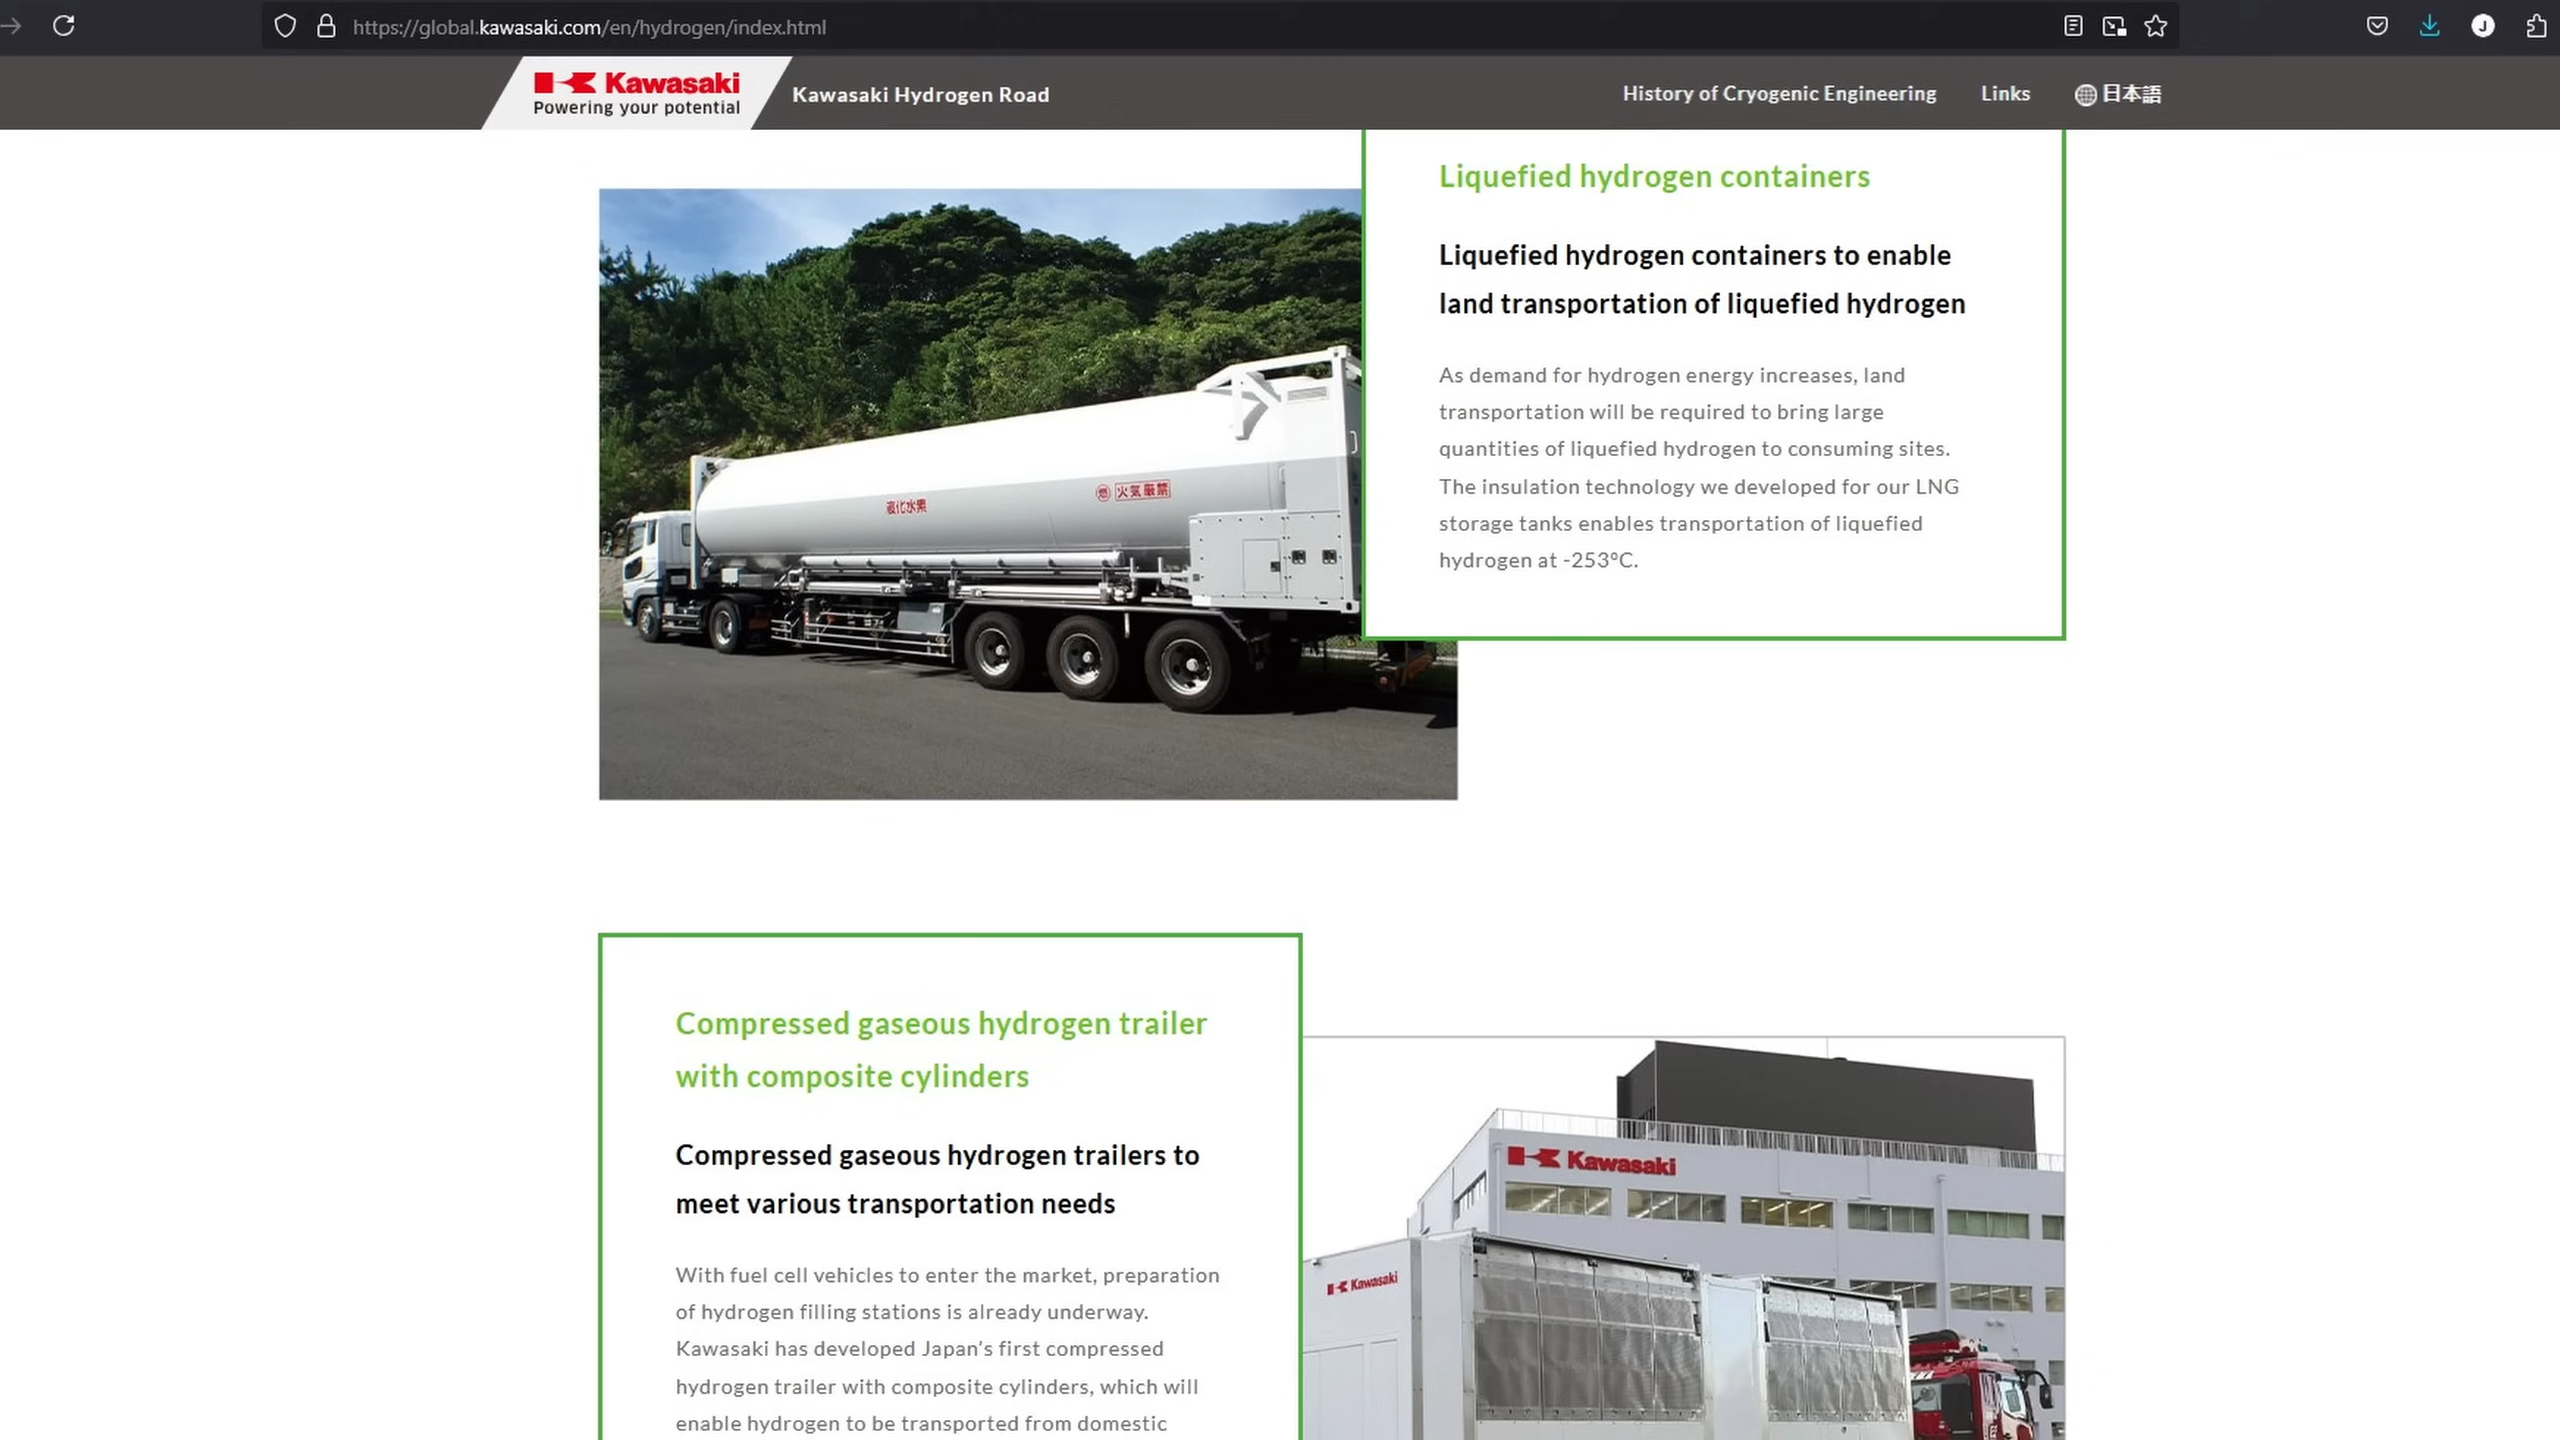 https://global.kawasaki.com/en/hydrogen/index.html
J
Kawasaki
Powering your potential
Kawasaki Hydrogen Road
History of Cryogenic Engineering
Links
日本語
Liquefied hydrogen containers
Liquefied hydrogen containers to enable
land transportation of liquefied hydrogen
As demand for hydrogen energy increases, land
transportation will be required to bring large
quantities of liquefied hydrogen to consuming sites.
The insulation technology we developed for our LNG
storage tanks enables transportation of liquefied
hydrogen at -253°C.
液化水素
燃 火気厳禁
Compressed gaseous hydrogen trailer
with composite cylinders
Compressed gaseous hydrogen trailers to
meet various transportation needs
With fuel cell vehicles to enter the market, preparation
of hydrogen filling stations is already underway.
Kawasaki has developed Japan's first compressed
hydrogen trailer with composite cylinders, which will
enable hydrogen to be transported from domestic
Kawasaki
Kawasaki